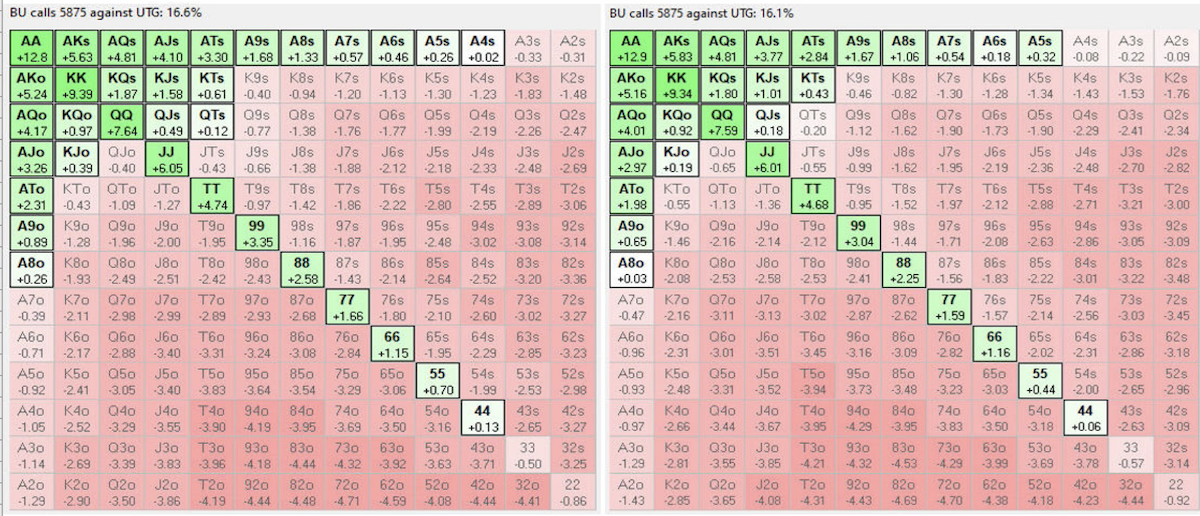 BU calls 5875 against UTG: 16.6%
AA AKs AQs AJs ATs A9s A8s A7s A6s A5s A4s A3s A2s
+12.8 +5.63 +4.81 +4.10 +3.30 +1.68 +1.33 +0.57 +0.46 +0.26 +0.02 -0.33 -0.31
AKo KK KQs KJs KTs K9s K8s K7s K6s K5s K4s K3s K2s
+5.24 +9.39 +1.87 +1.58 +0.61 -0.40 -0.94 -1.20 -1.13 -1.30 -1.23 -1.83 -1.48
AQo KQo QQ QJs QTs Q9s Q8s Q7s Q6s Q5s Q4s Q3s Q2s
+4.17 +0.97 +7.64 +0.49 +0.12 -0.77 -1.38 -1.76 -1.77 -1.99 -2.19 -2.26 -2.47
AJo KJo QJo JJ JTs J9s J8s J7s J6s J5s J4s J3s J2s
+3.26 +0.39 -0.40 +6.05 -0.43 -0.66 -1.38 -1.88 -2.12 -2.18 -2.33 -2.48 -2.69
ATo KTo QTo JTo TT T9s T8s T7s T6s T5s T4s T3s T2s
+2.31 -0.43 -1.09 -1.27 +4.74 -0.97 -1.42 -1.86 -2.22 -2.80 -2.55 -2.89 -3.06
A9o K9o Q9o J9o T9o 99 98s 97s 96s 95s 94s 93s 92s
+0.89 -1.28 -1.96 -2.00 -1.95 +3.35 -1.16 -1.87 -1.95 -2.48 -3.02 -3.08 -3.14
A8o K8o Q8o J8o T8o 98o 88 87s 86s 85s 84s 83s 82s
+0.26 -1.93 -2.49 -2.51 -2.42 -2.43 +2.58 -1.43 -2.14 -2.64 -2.52 -3.20 -3.36
A7o K7o Q7o J7o T7o 97o 87o 77 76s 75s 74s 73s 72s
-0.39 -2.11 -2.98 -2.99 -2.89 -2.93 -2.68 +1.66 -1.80 -2.10 -2.60 -3.02 -3.27
A6o K6o Q6o J6o T6o 96o 86o 76o 66 65s 64s 63s 62s
-0.71 -2.17 -2.88 -3.40 -3.31 -3.24 -3.08 -2.84 +1.15 -1.95 -2.29 -2.85 -3.23
A5o K5o Q5o J5o T5o 95o 85o 75o 65o 55 54s 53s 52s
-0.92 -2.41 -3.05 -3.40 -3.83 -3.64 -3.54 -3.29 -3.06 +0.70 -1.99 -2.53 -2.98
A4o K4o Q4o J4o T4o 94o 84o 74o 64o 54o 44 43s 42s
-1.05 -2.52 -3.29 -3.55 -3.90 -4.19 -3.95 -3.69 -3.50 -3.16 +0.13 -2.65 -3.27
A3o K3o Q3o J3o T3o 93o 83o 73o 63o 53o 43o 33 32s
-1.14 -2.69 -3.39 -3.83 -3.96 -4.18 -4.44 -4.32 -3.92 -3.63 -3.71 -0.50 -3.25
A2o K2o Q2o J2o T2o 92o 82o 72o 62o 52o 42o 32o 22
-1.29 -2.90 -3.50 -3.86 -4.19 -4.44 -4.48 -4.71 -4.59 -4.08 -4.44 -4.41 -0.86
BU calls 5875 against UTG: 16.1%
AA AKs AQs AJs ATs A9s A8s A7s A6s A5s A4s A3s A2s
+12.9 +5.83 +4.81 +3.77 +2.84 +1.67 +1.06 +0.54 +0.18 +0.32 -0.08 -0.22 -0.09
AKo KK KQs KJs KTs K9s K8s K7s K6s K5s K4s K3s K2s
+5.16 +9.34 +1.80 +1.01 +0.43 -0.46 -0.82 -1.30 -1.28 -1.34 -1.43 -1.53 -1.76
AQo KQo QQ QJs QTs Q9s Q8s Q7s Q6s Q5s Q4s Q3s Q2s
+4.01 +0.92 +7.59 +0.18 -0.20 -1.12 -1.62 -1.90 -1.73 -1.90 -2.29 -2.41 -2.34
AJo KJo QJo JJ JTs J9s J8s J7s J6s J5s J4s J3s J2s
+2.97 +0.19 -0.65 +6.01 -0.55 -0.99 -1.62 -1.95 -2.19 -2.36 -2.48 -2.70 -2.82
ATo KTo QTo JTo TT T9s T8s T7s T6s T5s T4s T3s T2s
+1.98 -0.55 -1.13 -1.36 +4.68 -0.95 -1.58 -1.97 -2.12 -2.88 -2.71 -3.21 -3.00
A9o K9o Q9o J9o T9o 99 98s 97s 96s 95s 94s 93s 92s
+0.65 -1.46 -2.16 -2.14 -2.12 +3.04 -1.44 -1.71 -2.08 -2.63 -2.86 -3.05 -3.09
A8o K8o Q8o J8o T8o 98o 88 87s 86s 85s 84s 83s 82s
+0.03 -2.08 -2.53 -2.58 -2.53 -2.41 +2.25 -1.56 -1.83 -2.22 -3.01 -3.22 -3.48
A7o K7o Q7o J7o T7o 97o 87o 77 76s 75s 74s 73s 72s
-0.47 -2.16 -3.11 -3.13 -3.02 -2.87 -2.62 +1.59 -1.57 -2.14 -2.56 -3.03 -3.45
A6o K6o Q6o J6o T6o 96o 86o 76o 66 65s 64s 63s 62s
-0.96 -2.31 -3.01 -3.51 -3.45 -3.16 -3.09 -2.82 +1.16 -2.02 -2.31 -2.86 -3.18
A5o K5o Q5o J5o T5o 95o 85o 75o 65o 55 54s 53s 52s
-0.93 -2.48 -3.31 -3.52 -3.94 -3.73 -3.48 -3.23 -3.03 +0.44 -2.00 -2.65 -2.96
A4o K4o Q4o J4o T4o 94o 84o 74o 64o 54o 44 43s 42s
-0.97 -2.66 -3.44 -3.67 -3.95 -4.29 -3.95 -3.83 -3.50 -3.18 +0.06 -2.63 -3.09
A3o K3o Q3o J3o T3o 93o 83o 73o 63o 53o 43o 33 32s
-1.29 -2.81 -3.55 -3.85 -4.21 -4.32 -4.53 -4.29 -3.99 -3.69 -3.78 -0.57 -3.14
A2o K2o Q2o J2o T2o 92o 82o 72o 62o 52o 42o 32o 22
-1.43 -2.85 -3.65 -4.08 -4.31 -4.43 -4.69 -4.70 -4.38 -4.18 -4.23 -4.44 -0.92